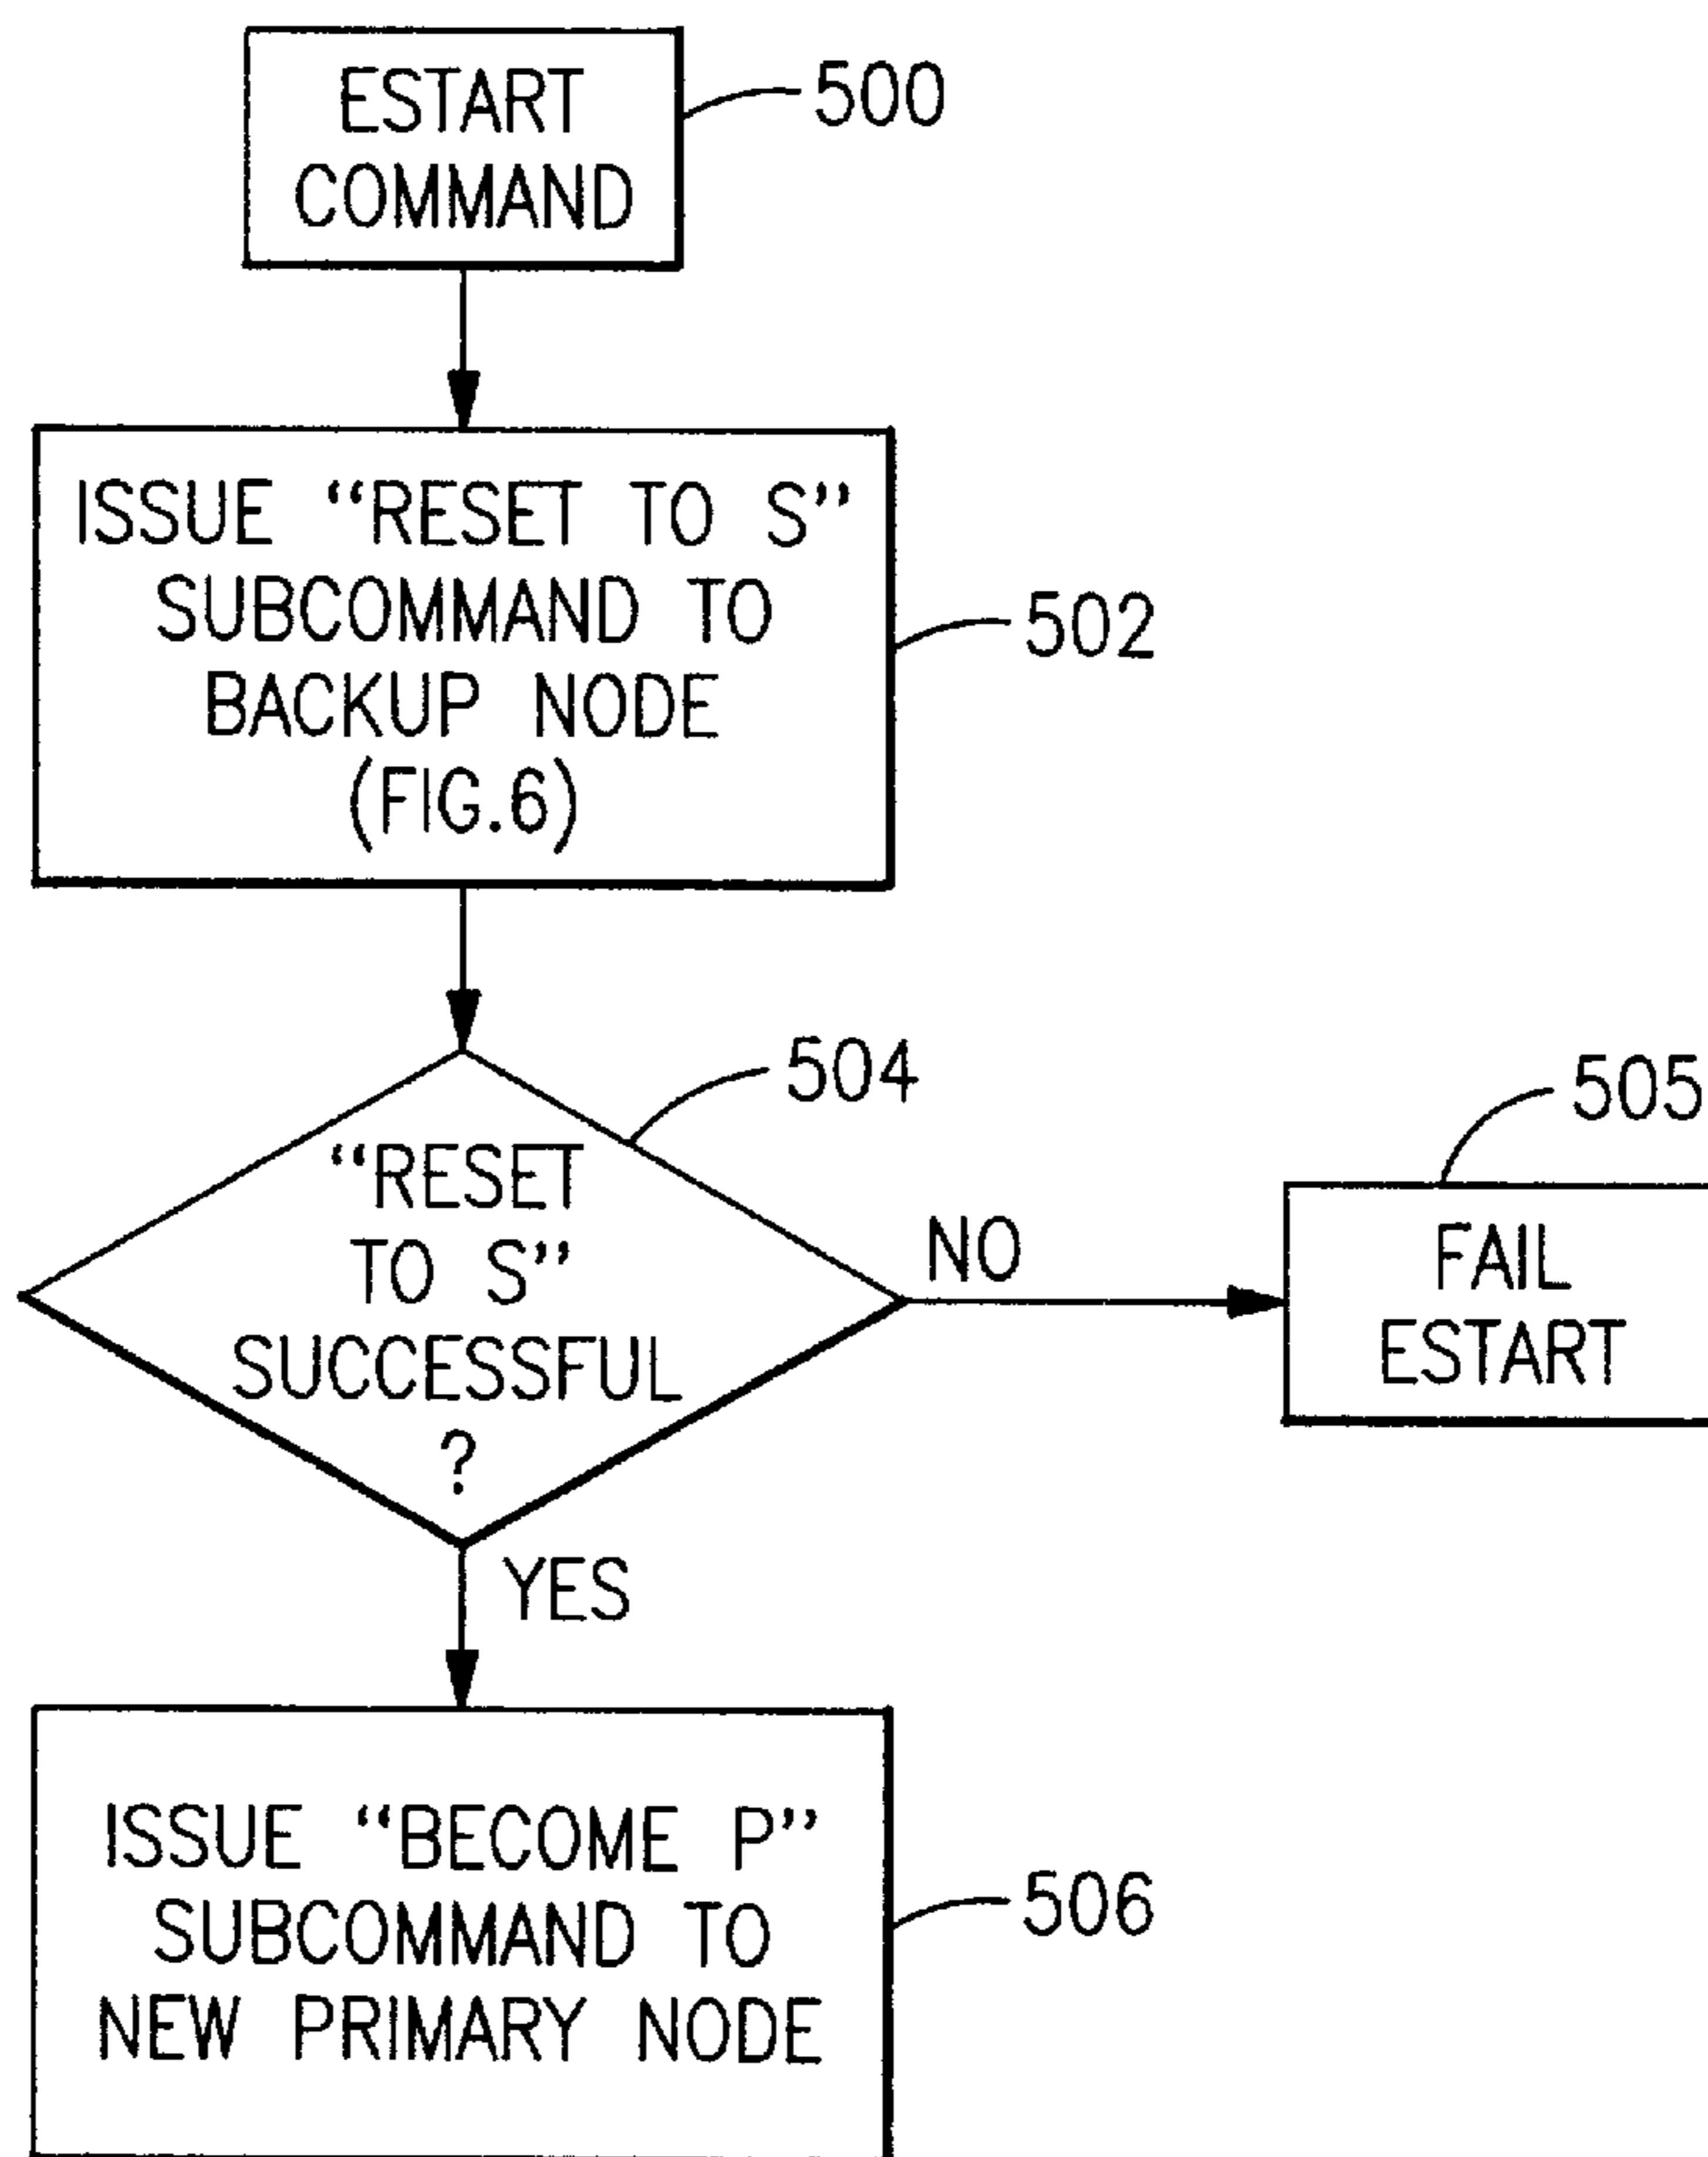 ESTART
COMMAND
500
ISSUE “RESET TO S”
SUBCOMMAND TO
BACKUP NODE
(FIG.6)
502
504
“RESET
TO S”
SUCCESSFUL
?
NO
505
FAIL
ESTART
YES
ISSUE “BECOME P”
SUBCOMMAND TO
NEW PRIMARY NODE
506